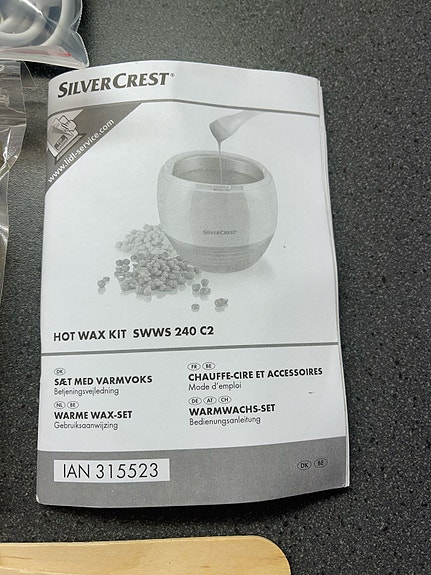 SILVERCREST®
www.lidl-service.com
SILVERCREST
HOT WAX KIT SWWS 240 C2
DK
SÆT MED VARMVOKS
Betjeningsvejledning
NL BE
WARME WAX-SET
Gebruiksaanwijzing
FR BE
CHAUFFE-CIRE ET ACCESSOIRES
Mode d'emploi
DE AT CH
WARMWACHS-SET
Bedienungsanleitung
IAN 315523
DK BE